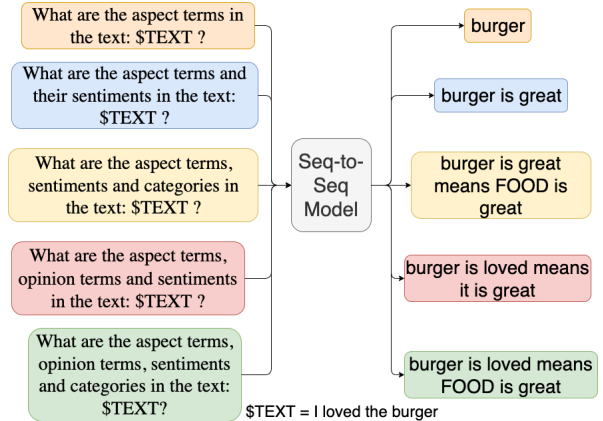 What are the aspect terms in
the text: $TEXT ?
What are the aspect terms and
their sentiments in the text:
$TEXT ?
What are the aspect terms,
sentiments and categories in
the text: $TEXT ?
What are the aspect terms,
opinion terms and sentiments
in the text: $TEXT ?
What are the aspect terms,
opinion terms, sentiments
and categories in the text:
$TEXT?
Seq-to-
Seq
Model
burger
burger is great
burger is great
means FOOD is
great
burger is loved means
it is great
burger is loved means
FOOD is great
$TEXT = I loved the burger